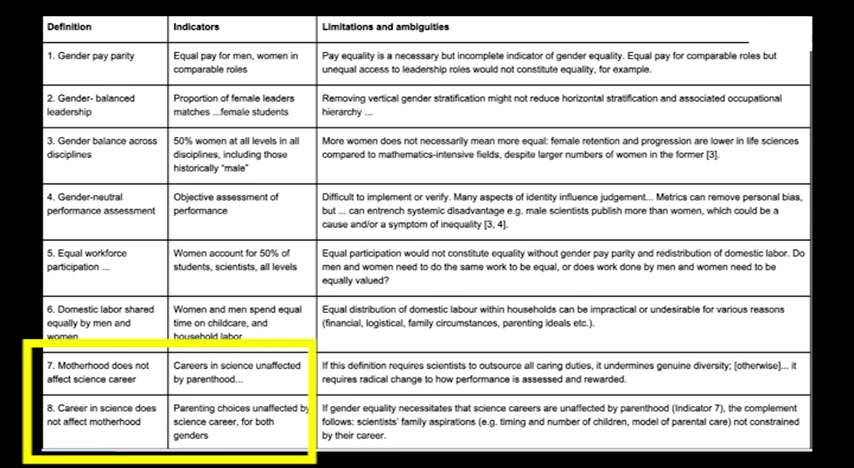 Definition Indicators Limitations and ambiguities
1. Gender pay parity
Equal pay for men, women in
comparable roles
Pay equality is a necessary but incomplete indicator of gender equality. Equal pay for comparable roles but
unequal access to leadership roles would not constitute equality, for example.
2. Gender- balanced
leadership
Proportion of female leaders
matches ...female students
Removing vertical gender stratification might not reduce horizontal stratification and associated occupational
hierarchy ...
3. Gender balance across
disciplines
50% women at all levels in all
disciplines, including those
historically “male”
More women does not necessarily mean more equal: female retention and progression are lower in life sciences
compared to mathematics-intensive fields, despite larger numbers of women in the former [3].
4. Gender-neutral
performance assessment
Objective assessment of
performance
Difficult to implement or verify. Many aspects of identity influence judgement... Metrics can remove personal bias,
but ... can entrench systemic disadvantage e.g. male scientists publish more than women, which could be a
cause and/or a symptom of inequality [3, 4].
5. Equal workforce
participation ...
Women account for 50% of
students, scientists, all levels
Equal participation would not constitute equality without gender pay parity and redistribution of domestic labor. Do
men and women need to do the same work to be equal, or does work done by men and women need to be
equally valued?
6. Domestic labor shared
equally by men and
women
Women and men spend equal
time on childcare, and
household labor
Equal distribution of domestic labour within households can be impractical or undesirable for various reasons
(financial, logistical, family circumstances, parenting ideals etc.).
7. Motherhood does not
affect science career
Careers in science unaffected
by parenthood...
If this definition requires scientists to outsource all caring duties, it undermines genuine diversity; [otherwise]... it
requires radical change to how performance is assessed and rewarded.
8. Career in science does
not affect motherhood
Parenting choices unaffected by
science career, for both
genders
If gender equality necessitates that science careers are unaffected by parenthood (Indicator 7), the complement
follows: scientists’ family aspirations (e.g. timing and number of children, model of parental care) not constrained
by their career.